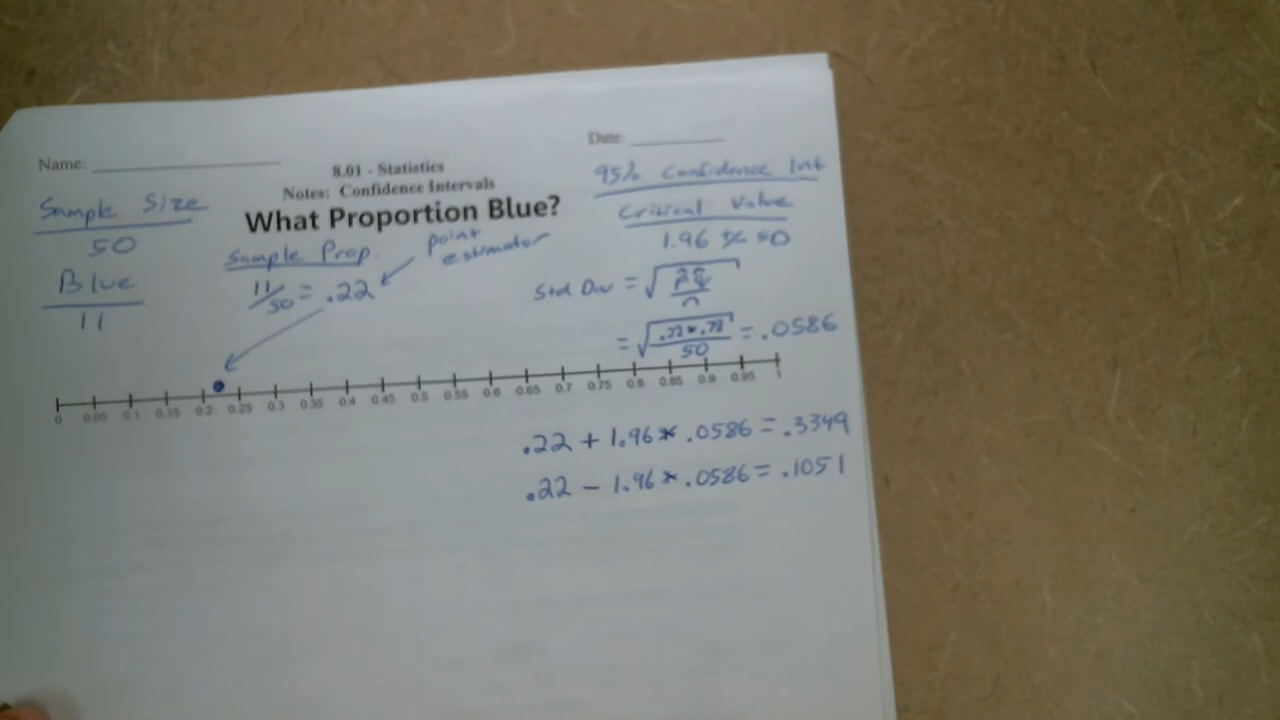 Name: ____________ Date: ________
8.01 - Statistics
Notes: Confidence Intervals
What Proportion Blue?
Sample Size
50
Blue
11
Sample Prop.
11/50 = .22
point
estimator
95% Confidence Int
Critical Value
1.96
Std Dev = √(p̂q̂/n)
= √(.22*.78/50) = .0586
0 0.05 0.1 0.15 0.2 0.25 0.3 0.35 0.4 0.45 0.5 0.55 0.6 0.65 0.7 0.75 0.8 0.85 0.9 0.95 1
.22 + 1.96 * .0586 = .3349
.22 - 1.96 * .0586 = .1051